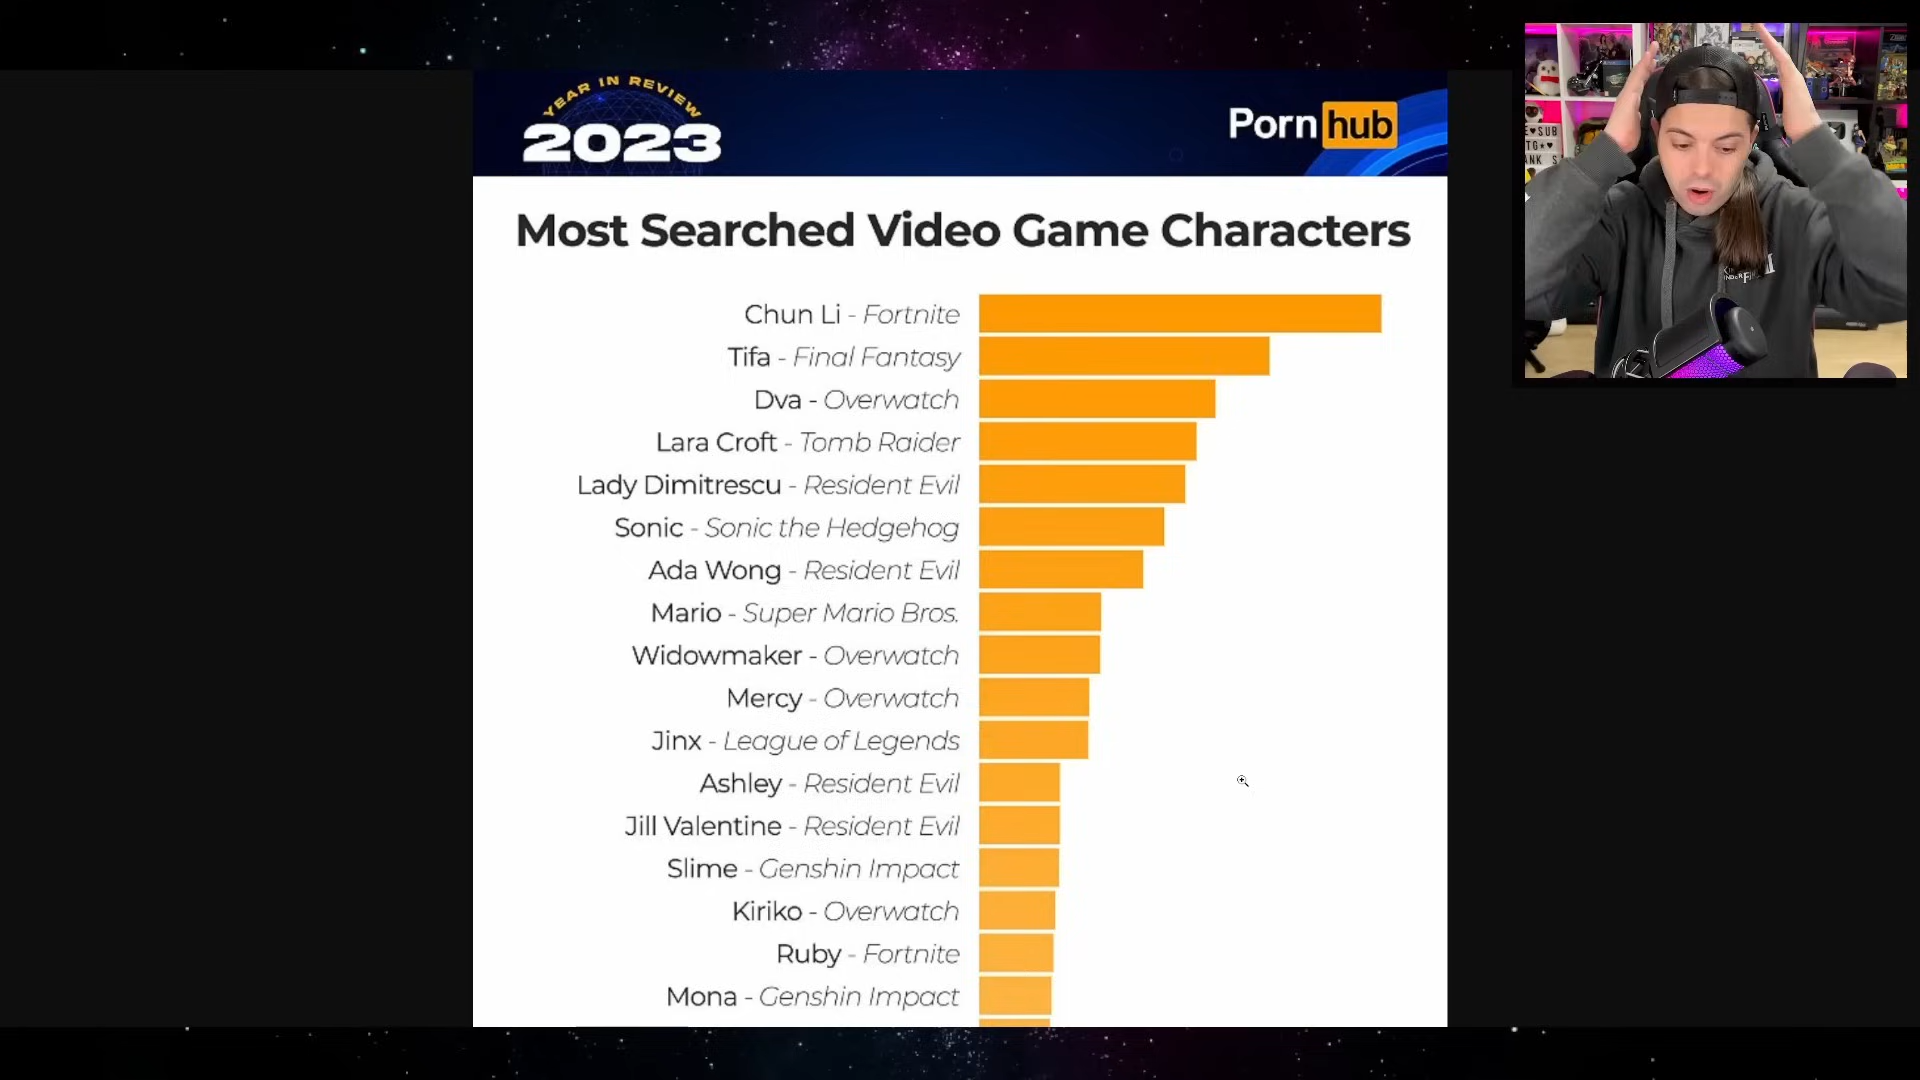 YEAR IN REVIEW
2023
Porn hub
Most Searched Video Game Characters
Chun Li - Fortnite
Tifa - Final Fantasy
Dva - Overwatch
Lara Croft - Tomb Raider
Lady Dimitrescu - Resident Evil
Sonic - Sonic the Hedgehog
Ada Wong - Resident Evil
Mario - Super Mario Bros.
Widowmaker - Overwatch
Mercy - Overwatch
Jinx - League of Legends
Ashley - Resident Evil
Jill Valentine - Resident Evil
Slime - Genshin Impact
Kiriko - Overwatch
Ruby - Fortnite
Mona - Genshin Impact